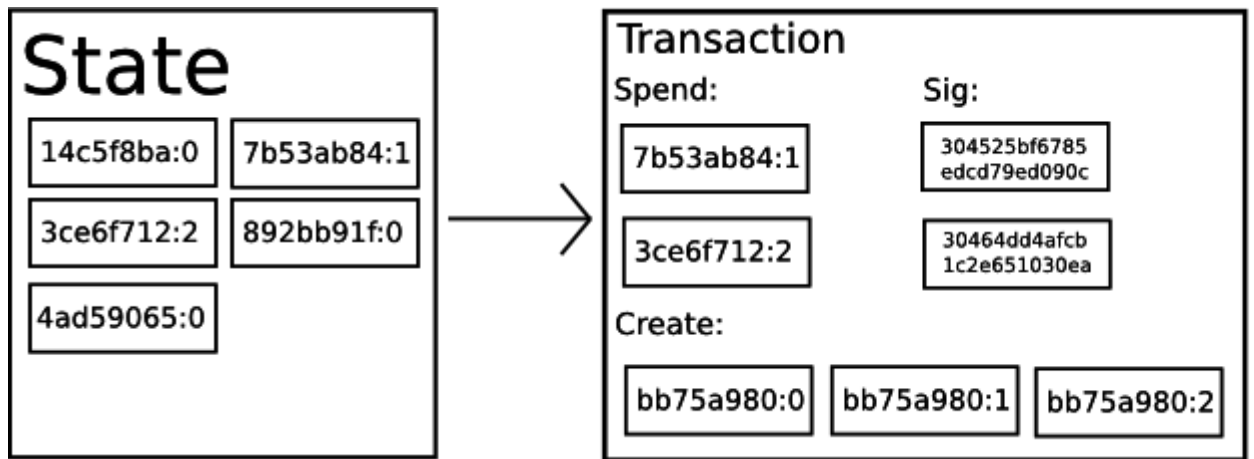 State
14c5f8ba:0
7b53ab84:1
3ce6f712:2
892bb91f:0
4ad59065:0
Transaction
Spend:
Sig:
7b53ab84:1
304525bf6785
edcd79ed090c
3ce6f712:2
30464dd4afcb
1c2e651030ea
Create:
bb75a980:0
bb75a980:1
bb75a980:2